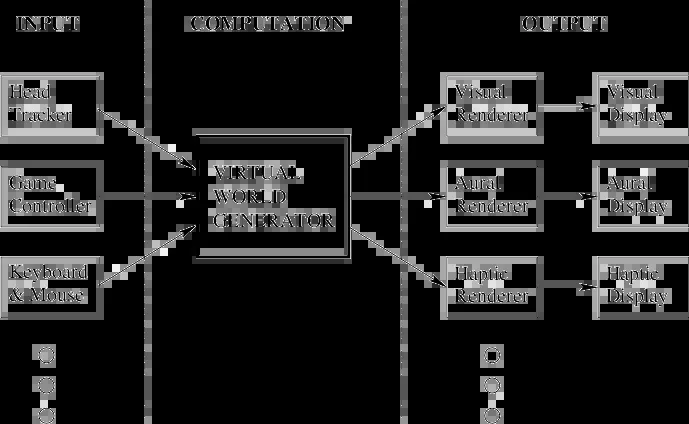 INPUT
COMPUTATION
OUTPUT
Head
Tracker
Game
Controller
Keyboard
& Mouse
VIRTUAL
WORLD
GENERATOR
Visual
Renderer
Visual
Display
Aural
Renderer
Aural
Display
Haptic
Renderer
Haptic
Display